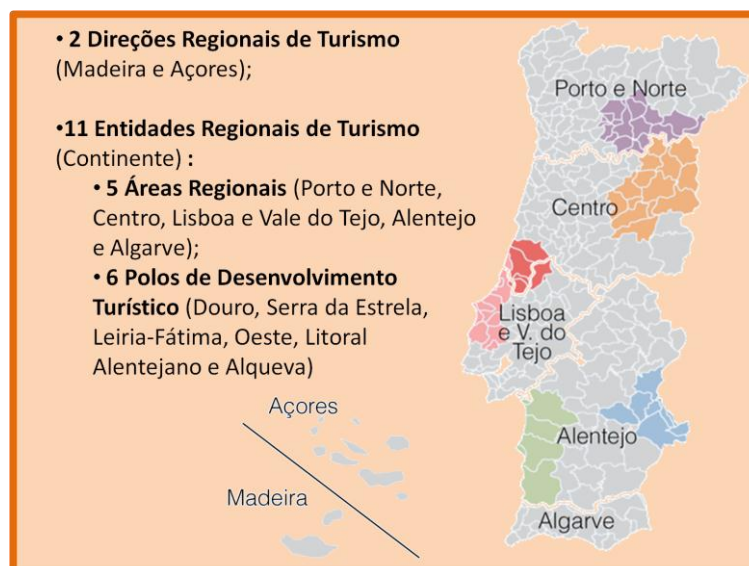 • 2 Direções Regionais de Turismo
(Madeira e Açores);
•11 Entidades Regionais de Turismo
(Continente) :
• 5 Áreas Regionais (Porto e Norte,
Centro, Lisboa e Vale do Tejo, Alentejo
e Algarve);
• 6 Polos de Desenvolvimento
Turístico (Douro, Serra da Estrela,
Leiria-Fátima, Oeste, Litoral
Alentejano e Alqueva)
Açores
Madeira
Porto e Norte
Centro
Lisboa
e V. do
Tejo
Alentejo
Algarve